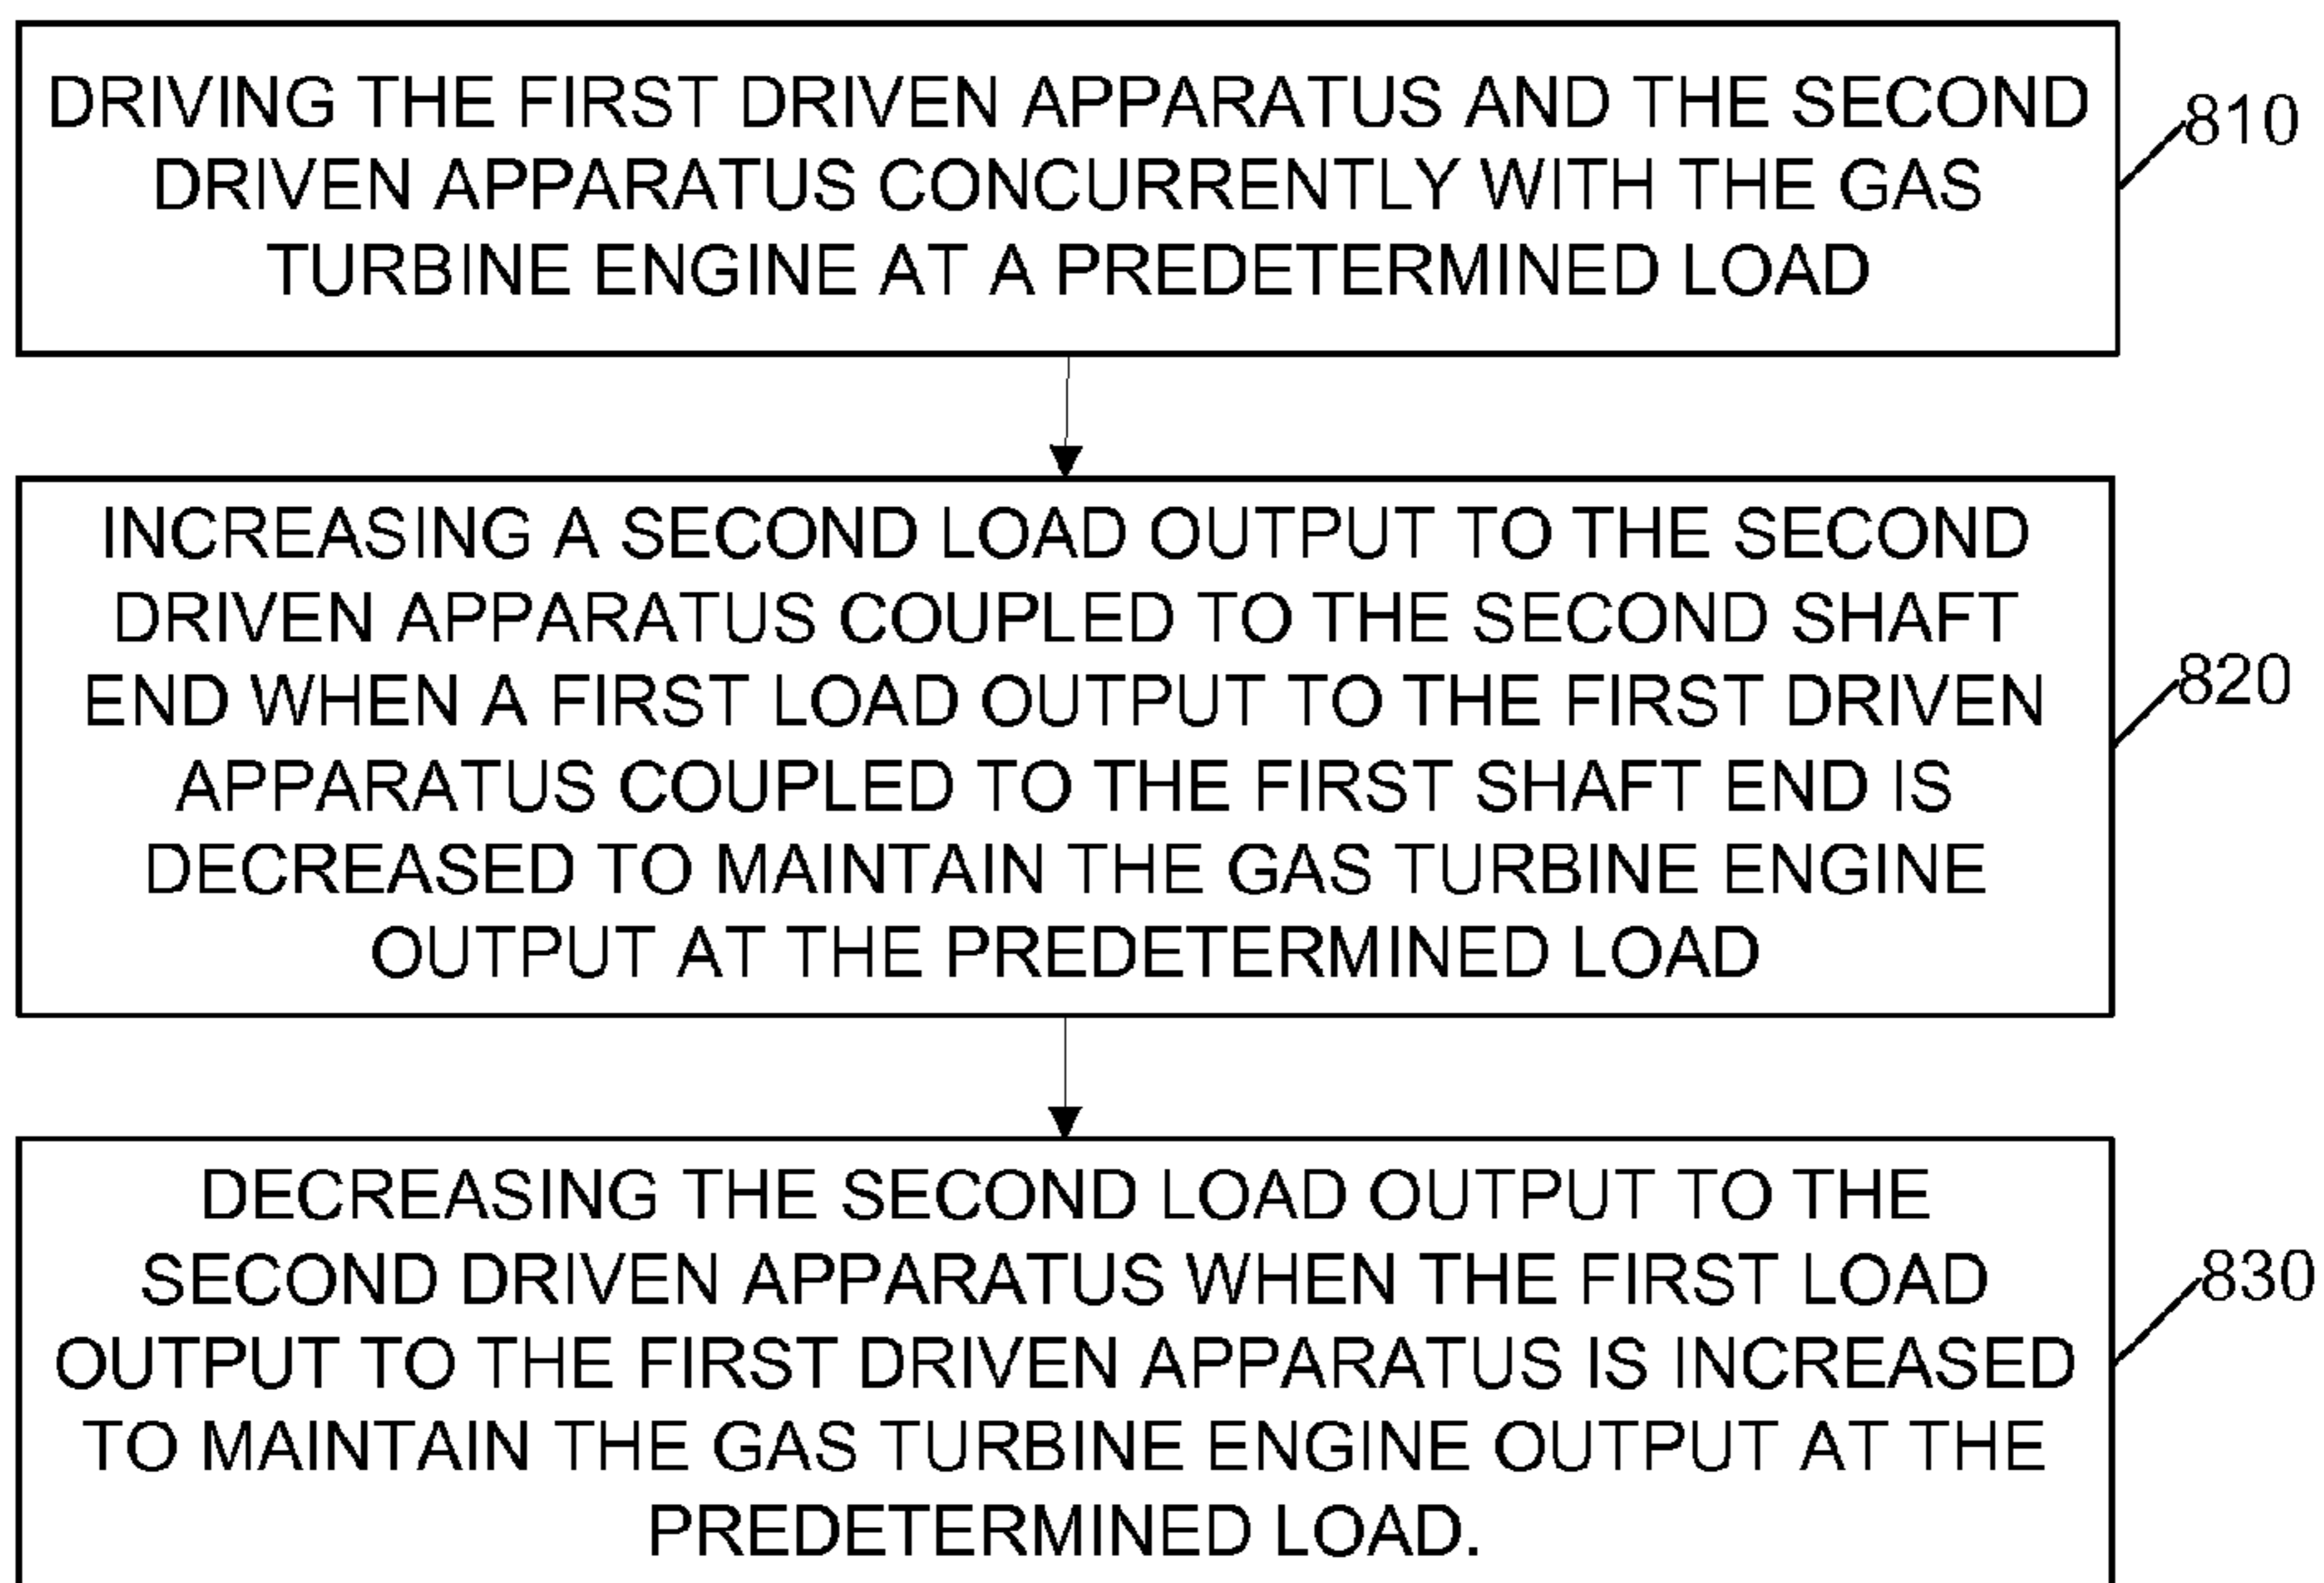 DRIVING THE FIRST DRIVEN APPARATUS AND THE SECOND
DRIVEN APPARATUS CONCURRENTLY WITH THE GAS
TURBINE ENGINE AT A PREDETERMINED LOAD
810
INCREASING A SECOND LOAD OUTPUT TO THE SECOND
DRIVEN APPARATUS COUPLED TO THE SECOND SHAFT
END WHEN A FIRST LOAD OUTPUT TO THE FIRST DRIVEN
APPARATUS COUPLED TO THE FIRST SHAFT END IS
DECREASED TO MAINTAIN THE GAS TURBINE ENGINE
OUTPUT AT THE PREDETERMINED LOAD
820
DECREASING THE SECOND LOAD OUTPUT TO THE
SECOND DRIVEN APPARATUS WHEN THE FIRST LOAD
OUTPUT TO THE FIRST DRIVEN APPARATUS IS INCREASED
TO MAINTAIN THE GAS TURBINE ENGINE OUTPUT AT THE
PREDETERMINED LOAD.
830